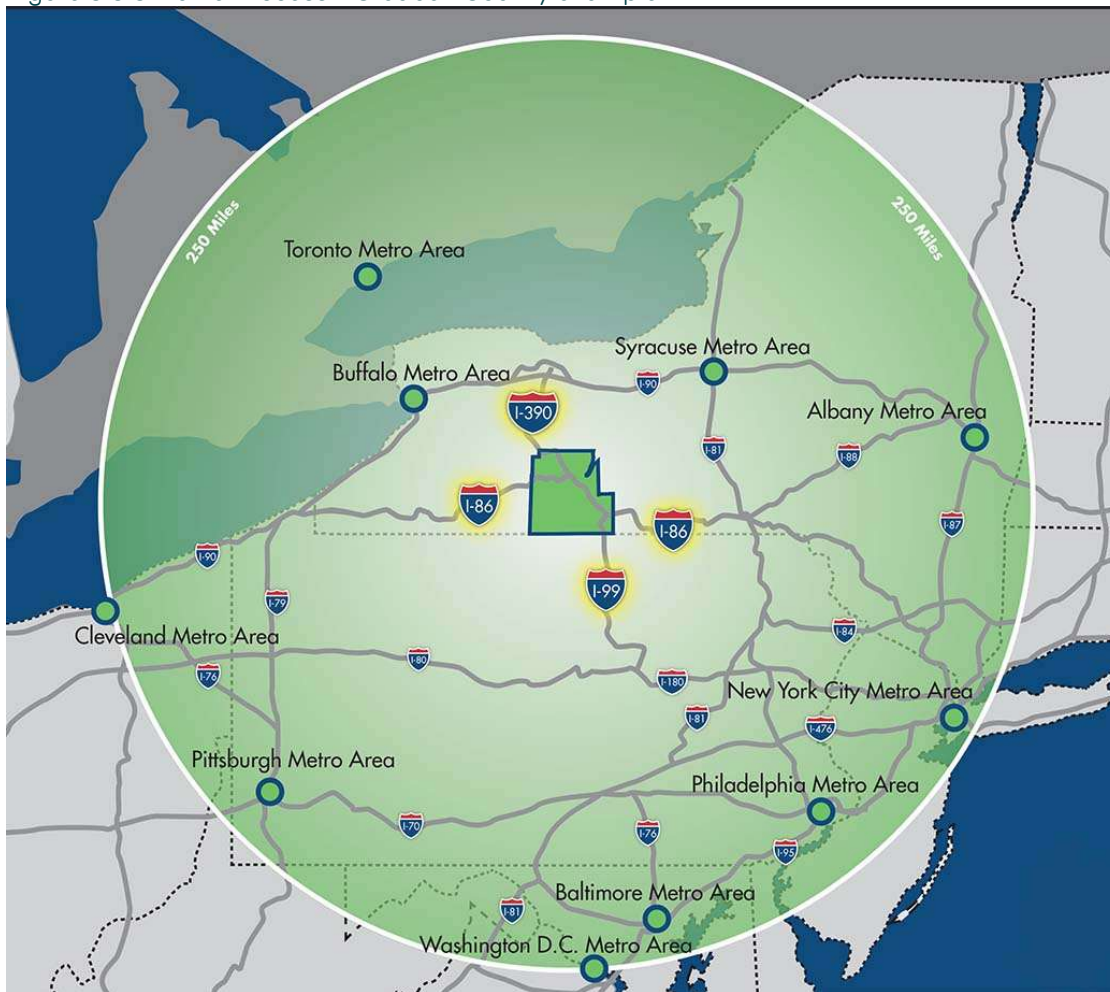 250 Miles
250 Miles
Toronto Metro Area
Syracuse Metro Area
Buffalo Metro Area
I-90
I-390
Albany Metro Area
I-81
I-88
I-86
I-86
I-87
I-90
I-99
I-79
Cleveland Metro Area
I-84
I-80
I-76
I-180
New York City Metro Area
I-81
I-476
Pittsburgh Metro Area
Philadelphia Metro Area
I-70
I-76
I-95
Baltimore Metro Area
I-81
Washington D.C. Metro Area